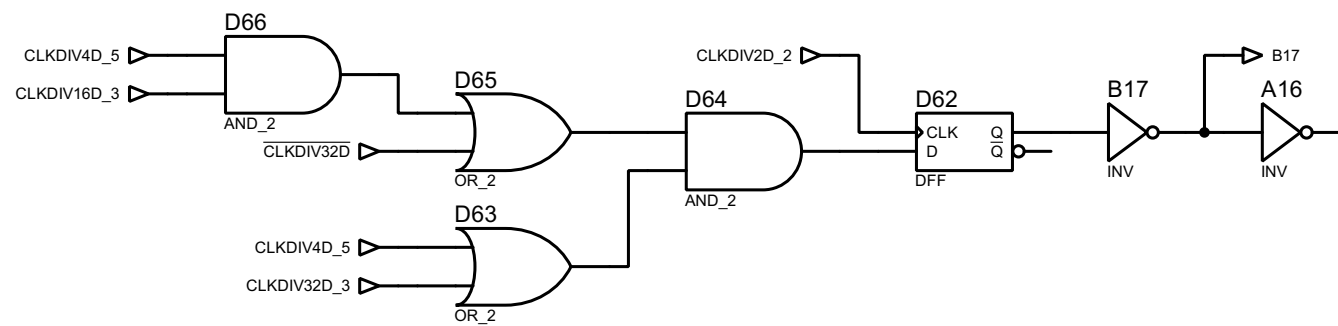 D66
CLKDIV4D_5
CLKDIV16D_3
AND_2
D65
CLKDIV32D
OR_2
D63
CLKDIV4D_5
CLKDIV32D_3
OR_2
D64
AND_2
CLKDIV2D_2
D62
CLK Q
D Q
DFF
B17
INV
B17
A16
INV